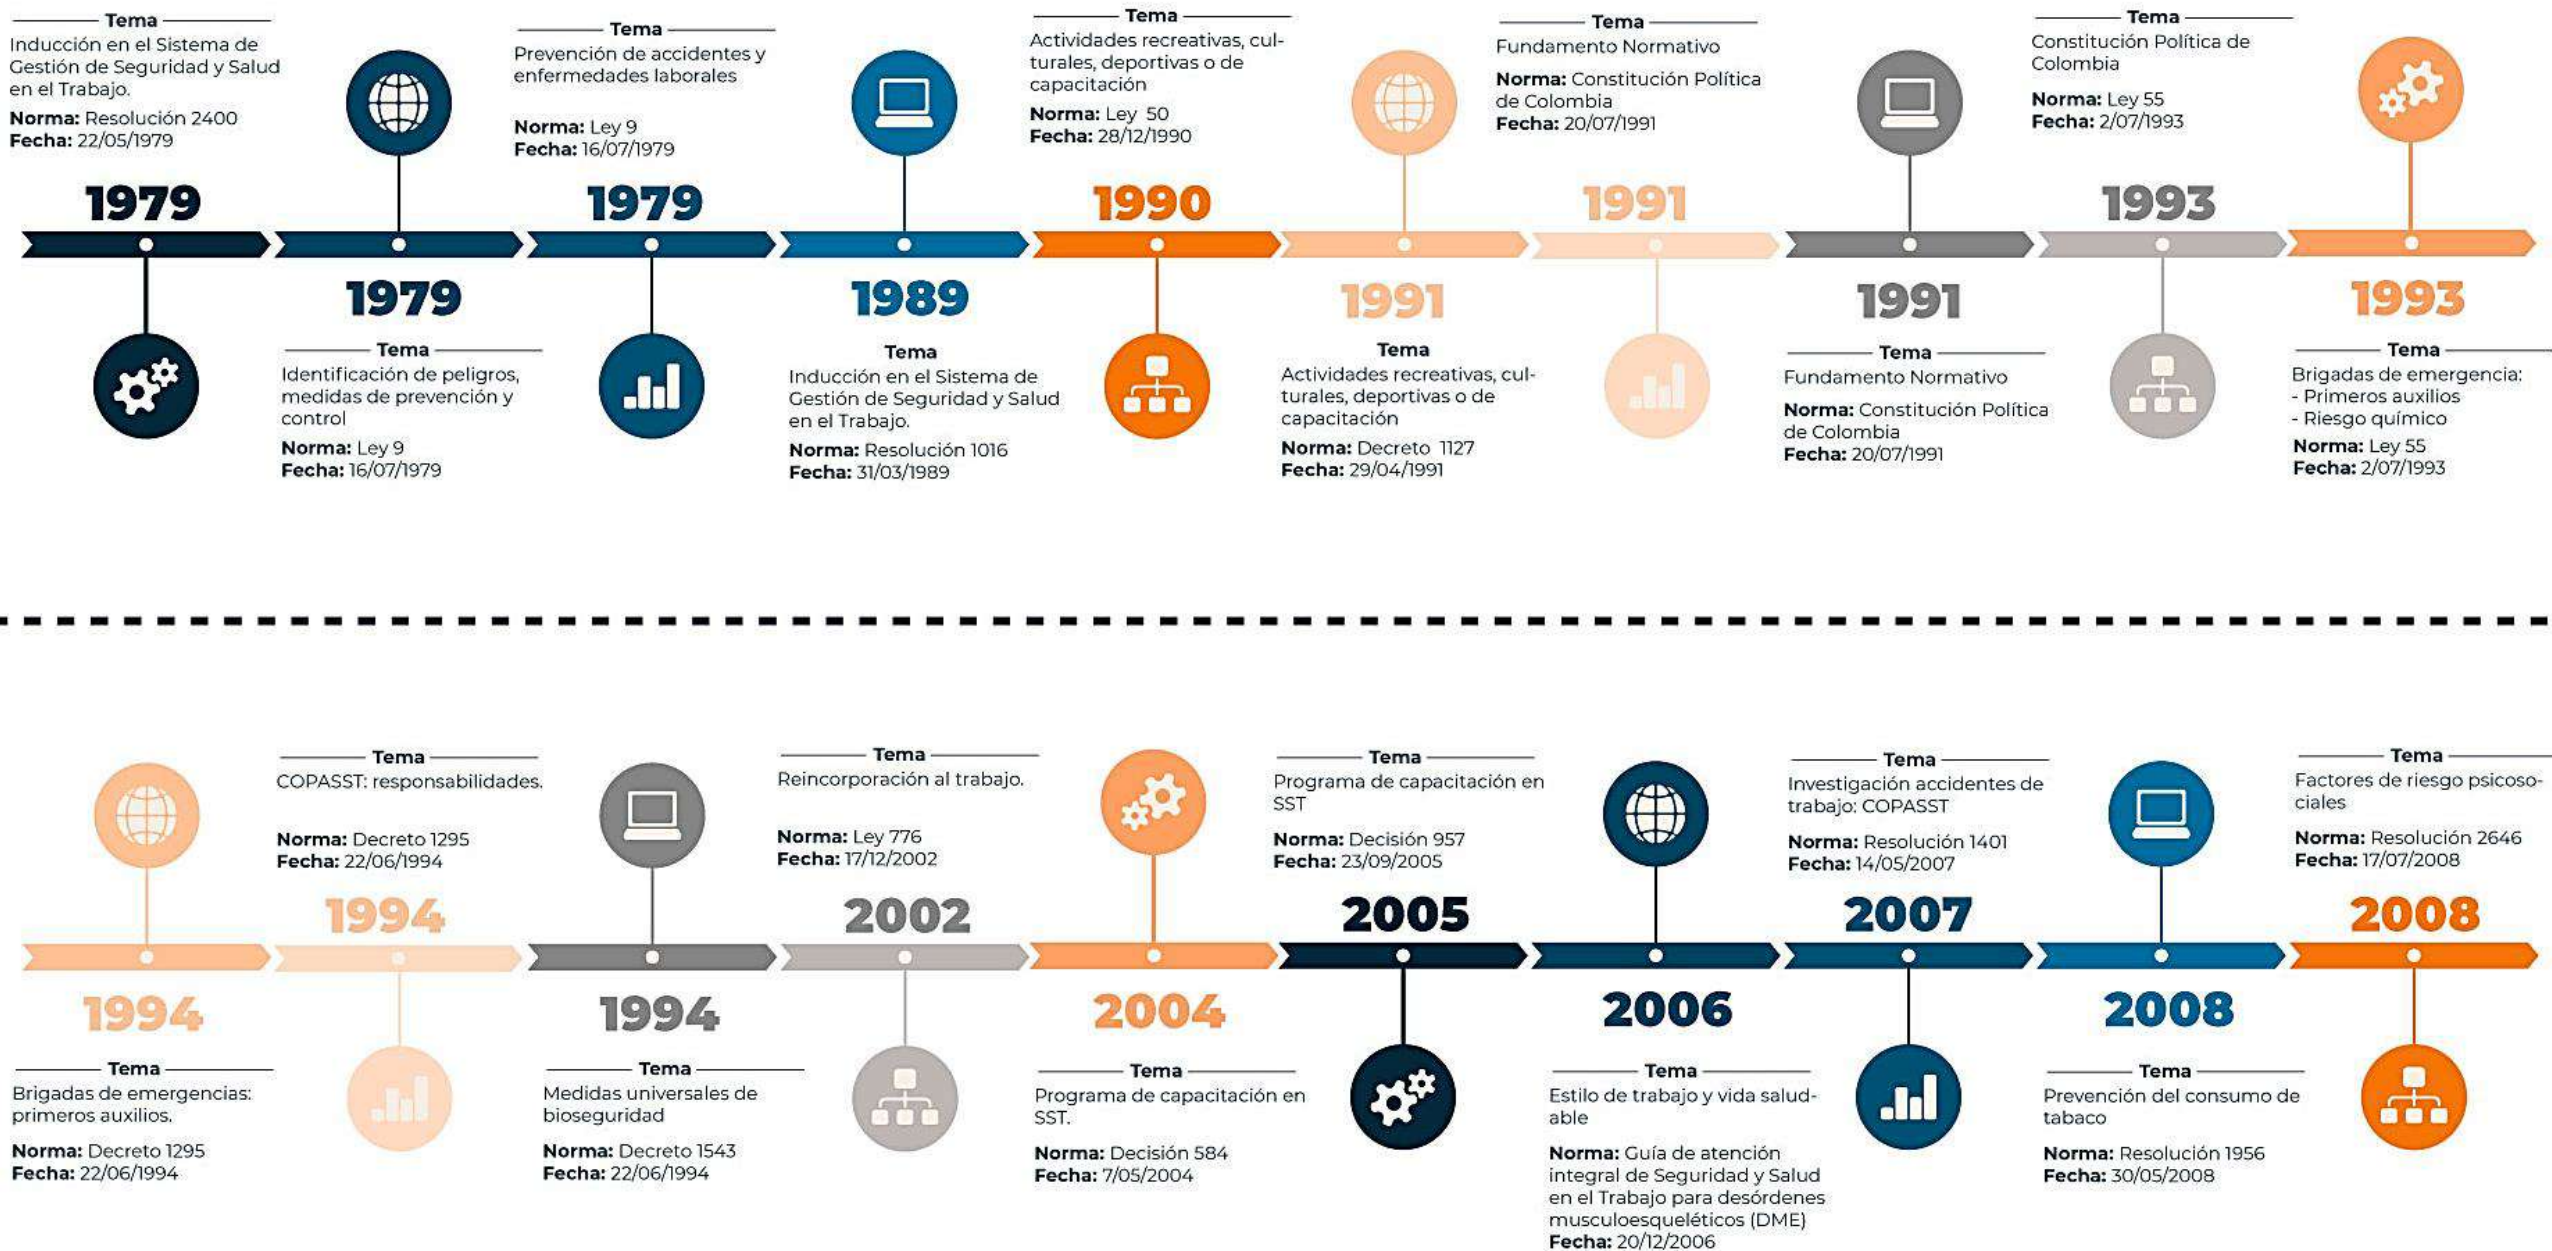 Tema
Inducción en el Sistema de
Gestión de Seguridad y Salud
en el Trabajo.
Norma: Resolución 2400
Fecha: 22/05/1979
1979
1979
Tema
Identificación de peligros,
medidas de prevención y
control
Norma: Ley 9
Fecha: 16/07/1979
Tema
Prevención de accidentes y
enfermedades laborales
Norma: Ley 9
Fecha: 16/07/1979
1979
1989
Tema
Inducción en el Sistema de
Gestión de Seguridad y Salud
en el Trabajo.
Norma: Resolución 1016
Fecha: 31/03/1989
Tema
Actividades recreativas, cul-
turales, deportivas o de
capacitación
Norma: Ley 50
Fecha: 28/12/1990
1990
1991
Tema
Actividades recreativas, cul-
turales, deportivas o de
capacitación
Norma: Decreto 1127
Fecha: 29/04/1991
Tema
Fundamento Normativo
Norma: Constitución Política
de Colombia
Fecha: 20/07/1991
1991
1991
Tema
Fundamento Normativo
Norma: Constitución Política
de Colombia
Fecha: 20/07/1991
Tema
Constitución Política de
Colombia
Norma: Ley 55
Fecha: 2/07/1993
1993
1993
Tema
Brigadas de emergencia:
- Primeros auxilios
- Riesgo químico
Norma: Ley 55
Fecha: 2/07/1993
1994
Tema
Brigadas de emergencias:
primeros auxilios.
Norma: Decreto 1295
Fecha: 22/06/1994
Tema
COPASST: responsabilidades.
Norma: Decreto 1295
Fecha: 22/06/1994
1994
1994
Tema
Medidas universales de
bioseguridad
Norma: Decreto 1543
Fecha: 22/06/1994
Tema
Reincorporación al trabajo.
Norma: Ley 776
Fecha: 17/12/2002
2002
2004
Tema
Programa de capacitación en
SST.
Norma: Decisión 584
Fecha: 7/05/2004
Tema
Programa de capacitación en
SST
Norma: Decisión 957
Fecha: 23/09/2005
2005
2006
Tema
Estilo de trabajo y vida salud-
able
Norma: Guía de atención
integral de Seguridad y Salud
en el Trabajo para desórdenes
musculoesqueléticos (DME)
Fecha: 20/12/2006
Tema
Investigación accidentes de
trabajo: COPASST
Norma: Resolución 1401
Fecha: 14/05/2007
2007
2008
Tema
Prevención del consumo de
tabaco
Norma: Resolución 1956
Fecha: 30/05/2008
Tema
Factores de riesgo psicoso-
ciales
Norma: Resolución 2646
Fecha: 17/07/2008
2008